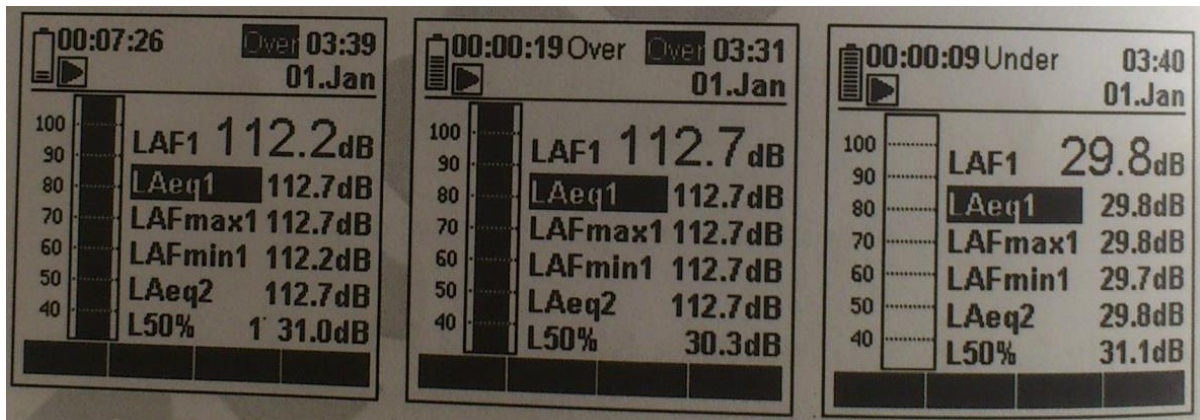 00:07:26 Over 03:39
01.Jan
100
90
80
70
60
50
40
LAF1 112.2dB
LAeq1 112.7dB
LAFmax1 112.7dB
LAFmin1 112.2dB
LAeq2 112.7dB
L50% 1 31.0dB
00:00:19 Over Over 03:31
01.Jan
100
90
80
70
60
50
40
LAF1 112.7dB
LAeq1 112.7dB
LAFmax1 112.7dB
LAFmin1 112.7dB
LAeq2 112.7dB
L50% 30.3dB
00:00:09 Under 03:40
01.Jan
100
90
80
70
60
50
40
LAF1 29.8dB
LAeq1 29.8dB
LAFmax1 29.8dB
LAFmin1 29.7dB
LAeq2 29.8dB
L50% 31.1dB